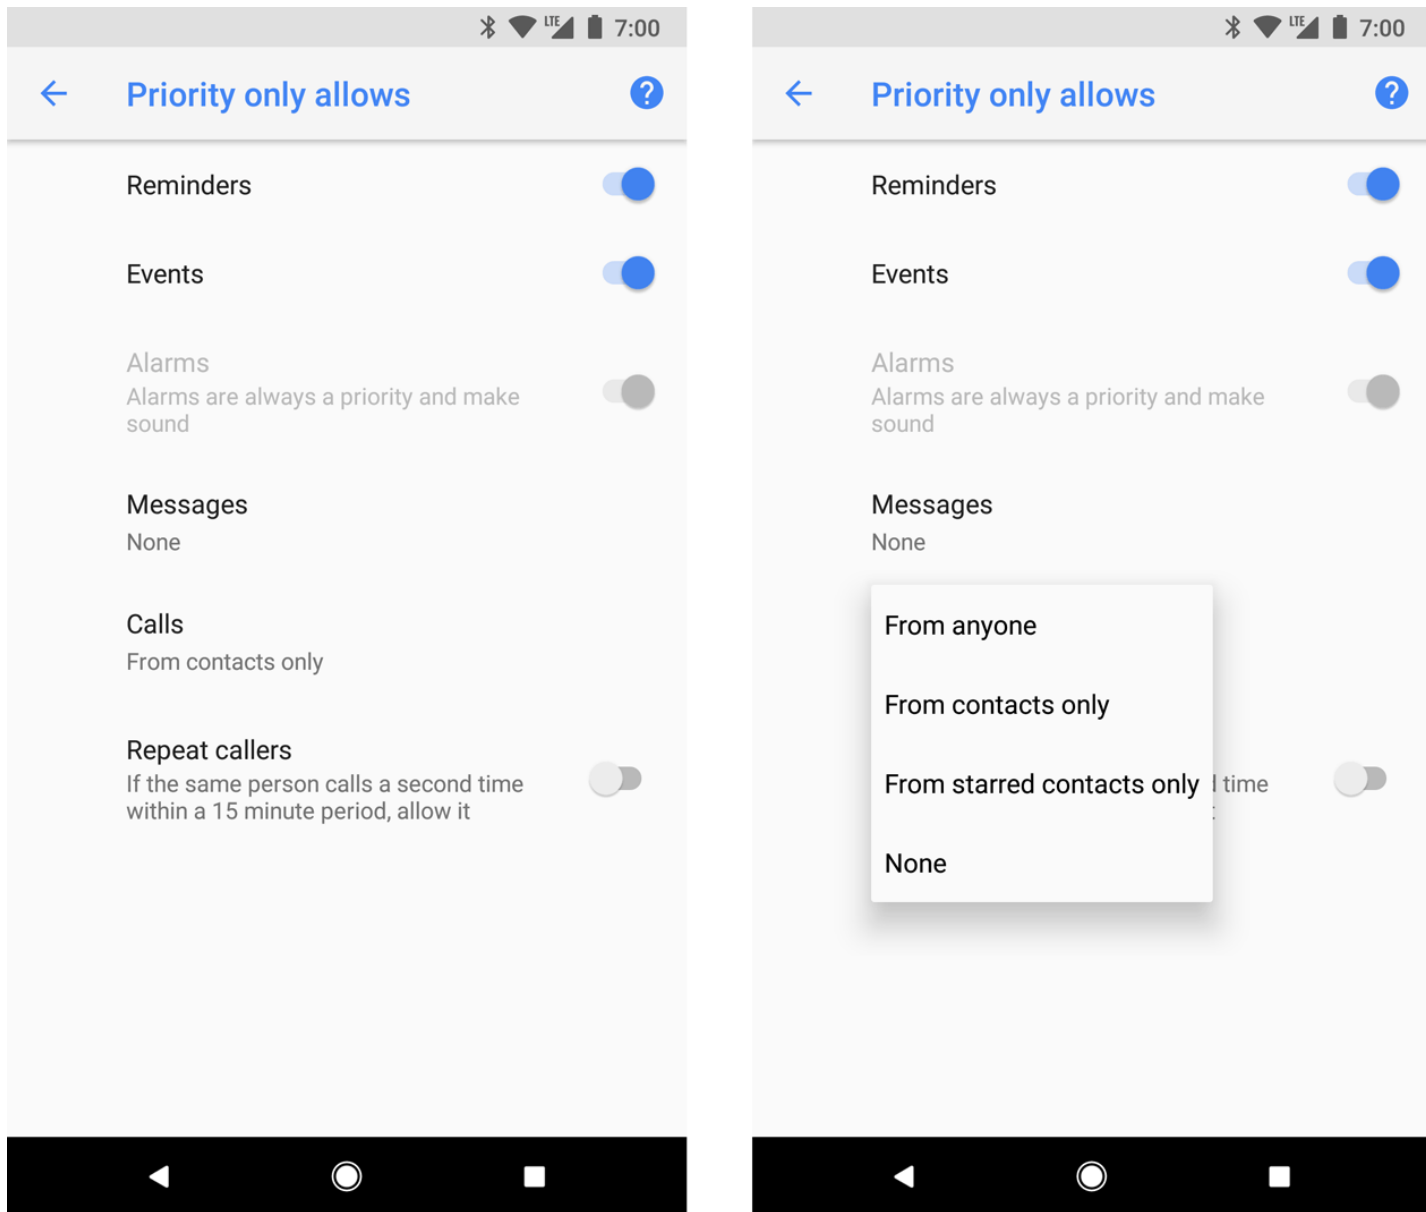 LTE 7:00
Priority only allows
Reminders
Events
Alarms
Alarms are always a priority and make
sound
Messages
None
Calls
From contacts only
Repeat callers
If the same person calls a second time
within a 15 minute period, allow it
LTE 7:00
Priority only allows
Reminders
Events
Alarms
Alarms are always a priority and make
sound
Messages
None
From anyone
From contacts only
From starred contacts only
time
None